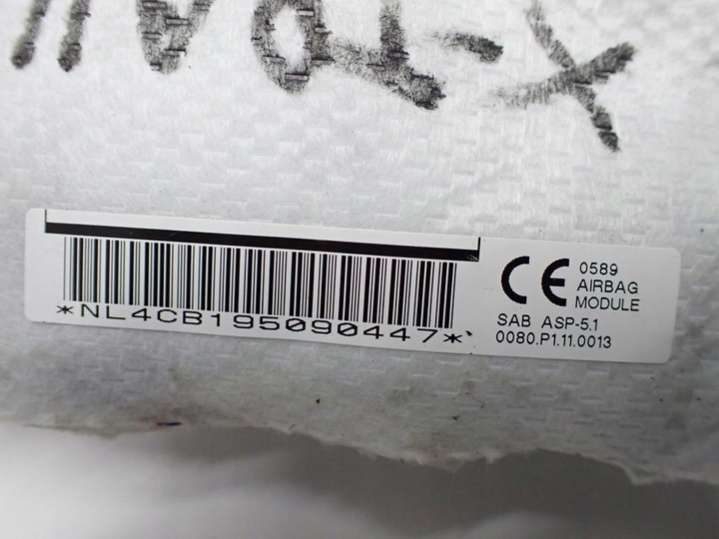 *NL4CB195090447*
CE 0589
AIRBAG
MODULE
SAB ASP-5.1
0080.P1.11.0013